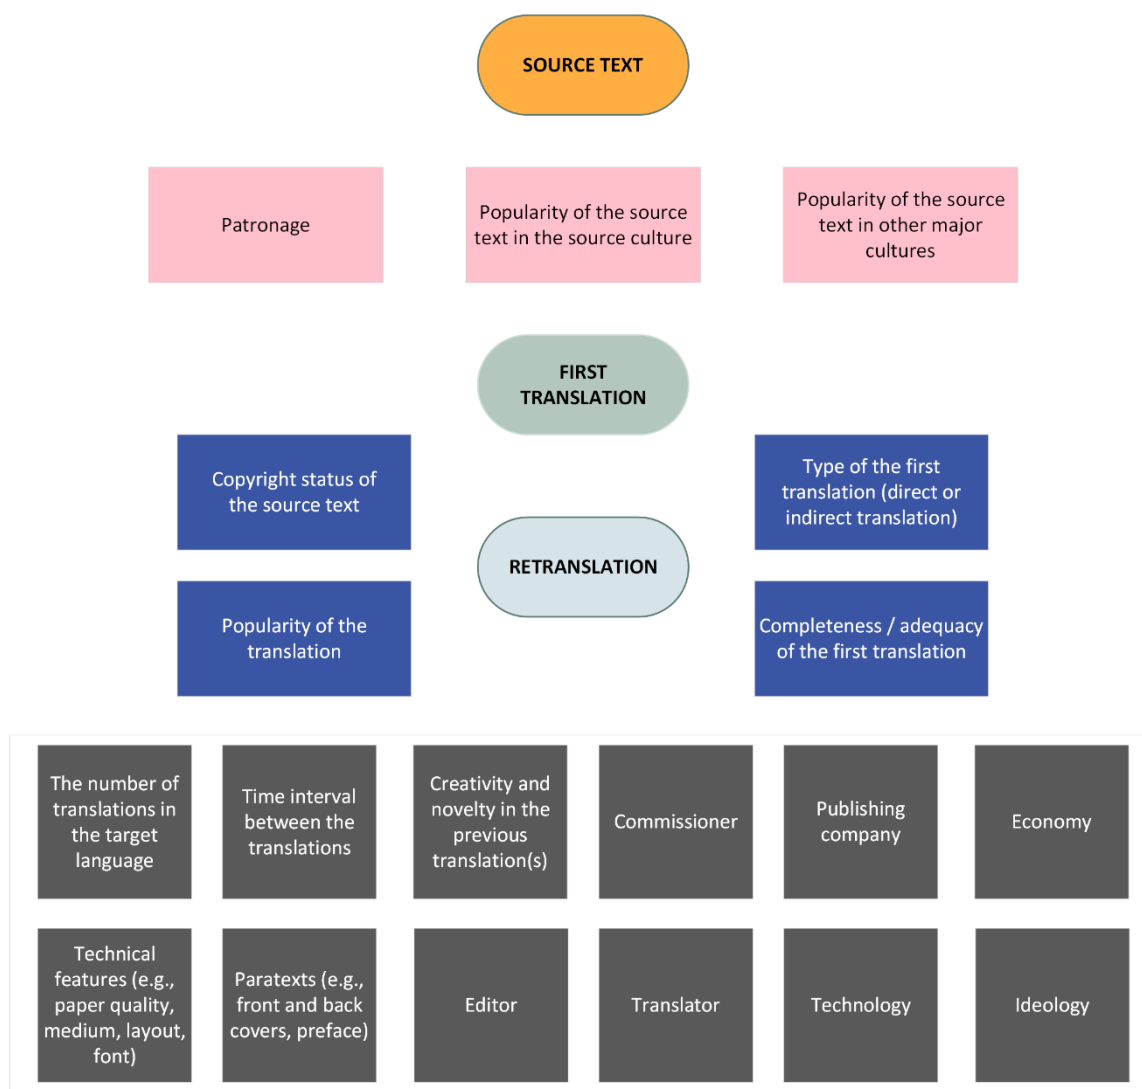 SOURCE TEXT
Patronage
Popularity of the source
text in the source culture
Popularity of the source
text in other major
cultures
FIRST
TRANSLATION
Copyright status of
the source text
Type of the first
translation (direct or
indirect translation)
RETRANSLATION
Popularity of the
translation
Completeness / adequacy
of the first translation
The number of
translations in
the target
language
Time interval
between the
translations
Creativity and
novelty in the
previous
translation(s)
Commissioner
Publishing
company
Economy
Technical
features (e.g.,
paper quality,
medium, layout,
font)
Paratexts (e.g.,
front and back
covers, preface)
Editor
Translator
Technology
Ideology